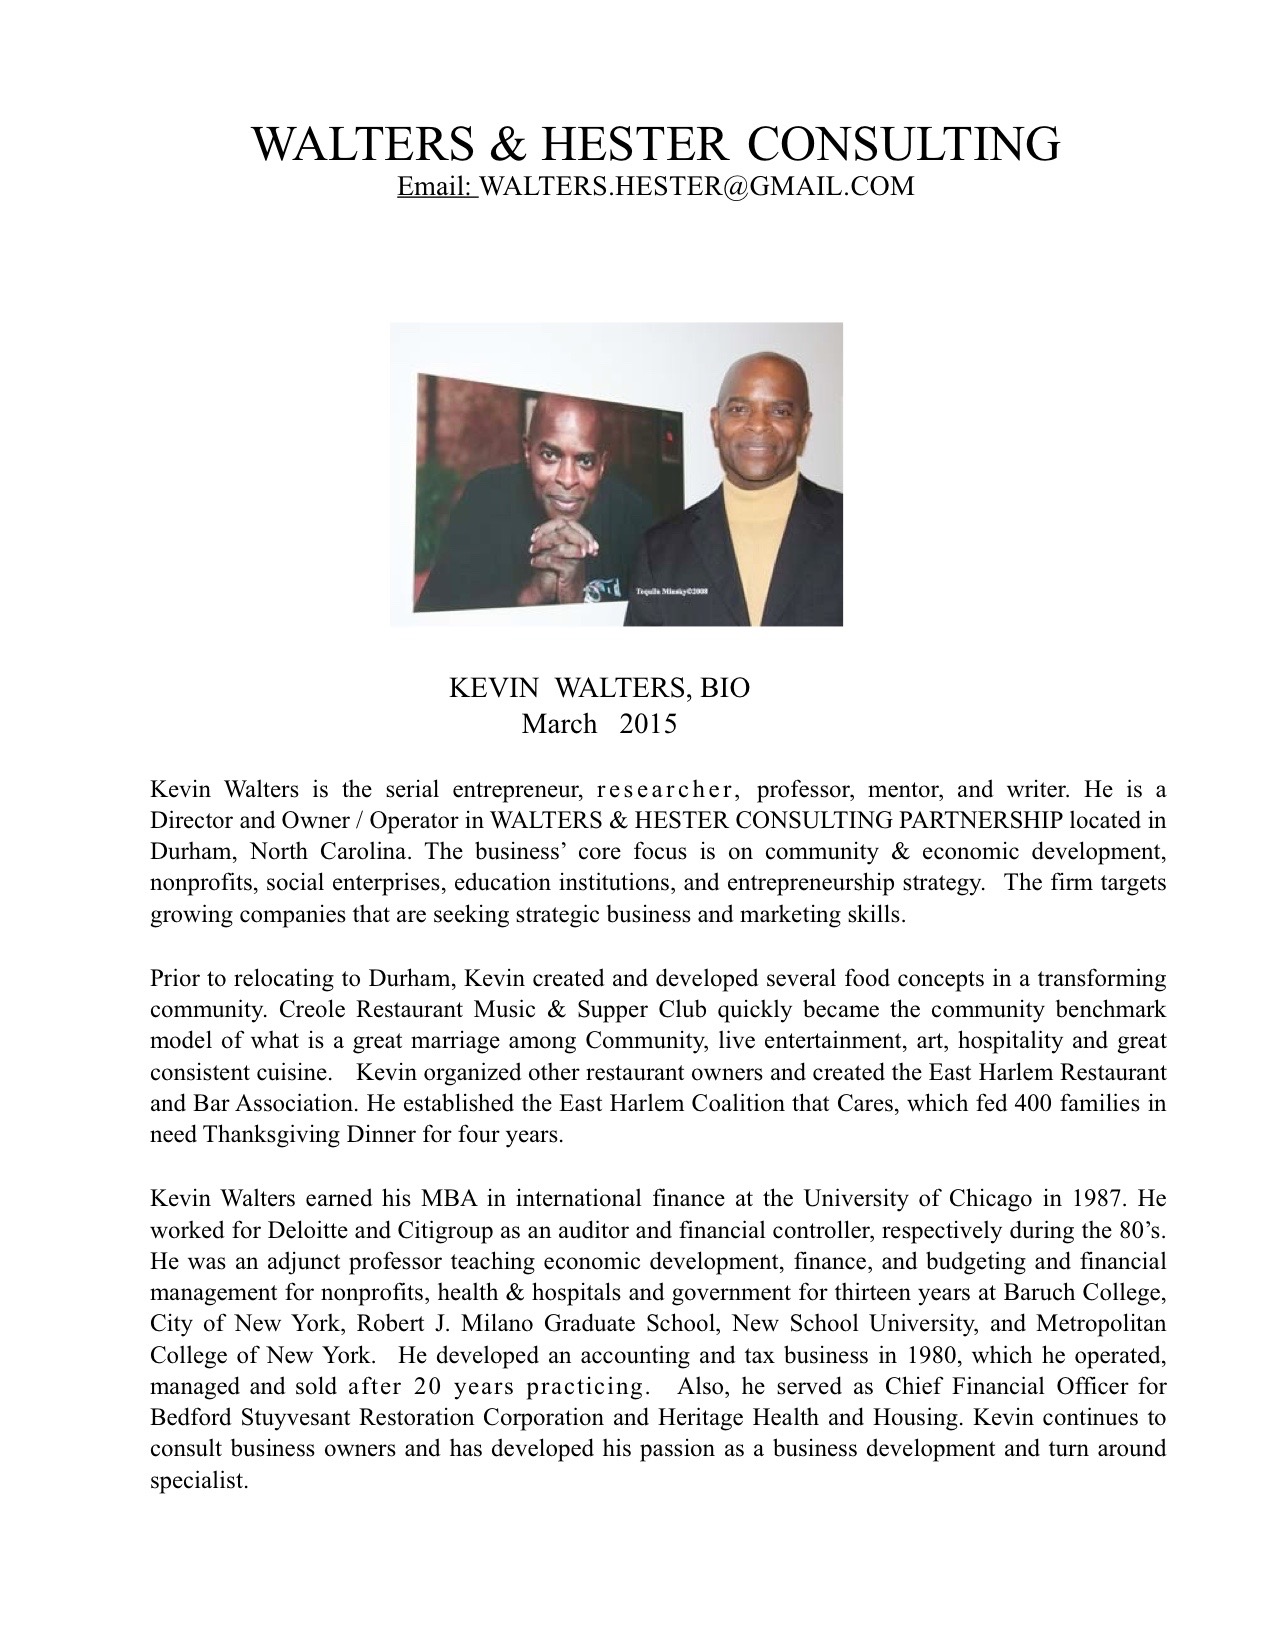 WALTERS & HESTER CONSULTING
Email: WALTERS.HESTER@GMAIL.COM
Tequila Minsky©2008
KEVIN WALTERS, BIO
March 2015
Kevin Walters is the serial entrepreneur, researcher, professor, mentor, and writer. He is a
Director and Owner / Operator in WALTERS & HESTER CONSULTING PARTNERSHIP located in
Durham, North Carolina. The business’ core focus is on community & economic development,
nonprofits, social enterprises, education institutions, and entrepreneurship strategy. The firm targets
growing companies that are seeking strategic business and marketing skills.
Prior to relocating to Durham, Kevin created and developed several food concepts in a transforming
community. Creole Restaurant Music & Supper Club quickly became the community benchmark
model of what is a great marriage among Community, live entertainment, art, hospitality and great
consistent cuisine. Kevin organized other restaurant owners and created the East Harlem Restaurant
and Bar Association. He established the East Harlem Coalition that Cares, which fed 400 families in
need Thanksgiving Dinner for four years.
Kevin Walters earned his MBA in international finance at the University of Chicago in 1987. He
worked for Deloitte and Citigroup as an auditor and financial controller, respectively during the 80’s.
He was an adjunct professor teaching economic development, finance, and budgeting and financial
management for nonprofits, health & hospitals and government for thirteen years at Baruch College,
City of New York, Robert J. Milano Graduate School, New School University, and Metropolitan
College of New York. He developed an accounting and tax business in 1980, which he operated,
managed and sold after 20 years practicing. Also, he served as Chief Financial Officer for
Bedford Stuyvesant Restoration Corporation and Heritage Health and Housing. Kevin continues to
consult business owners and has developed his passion as a business development and turn around
specialist.